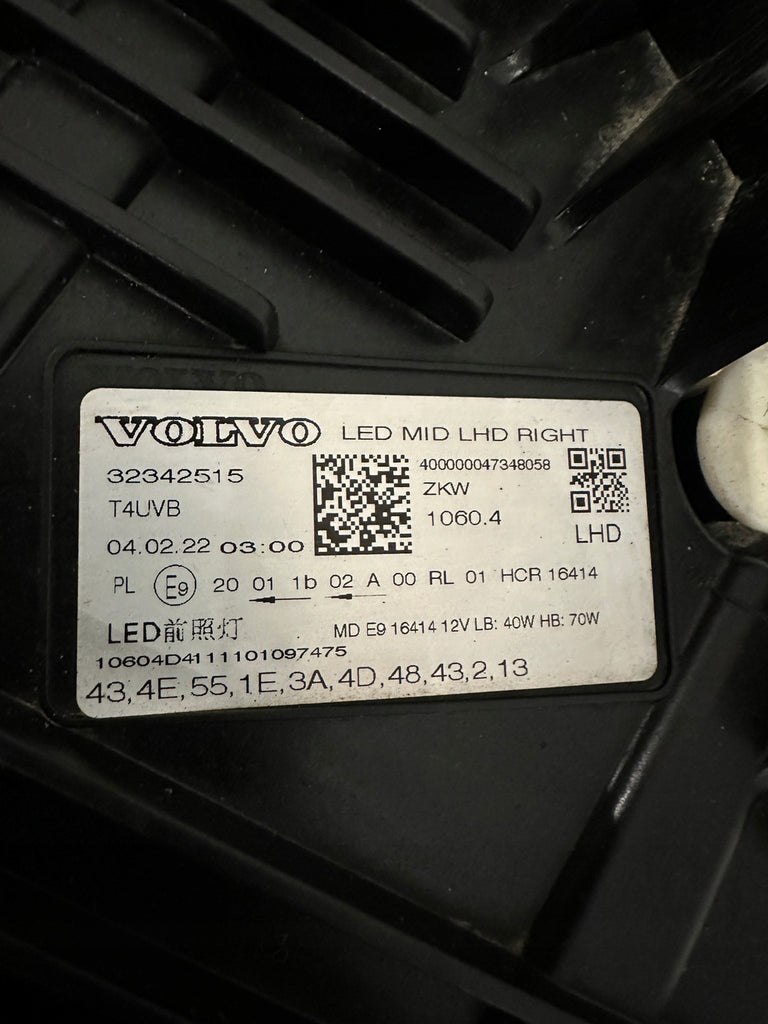 VOLVO LED MID LHD RIGHT
32342515
T4UVB
04.02.22 03:00
400000047348058
ZKW
1060.4
LHD
PL E9 20 01 1b 02 A 00 RL 01 HCR 16414
LED前照灯
MD E9 16414 12V LB: 40W HB: 70W
10604D4111101097475
43,4E,55,1E,3A,4D,48,43,2,13